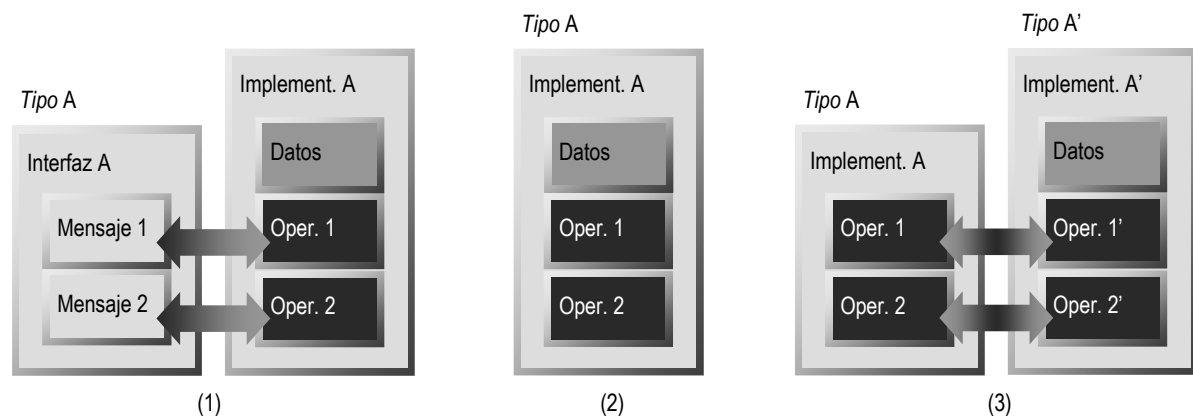 Tipo A
Interfaz A
Mensaje 1
Mensaje 2
Implement. A
Datos
Oper. 1
Oper. 2
(1)
Tipo A
Implement. A
Datos
Oper. 1
Oper. 2
(2)
Tipo A
Implement. A
Oper. 1
Oper. 2
Tipo A’
Implement. A’
Datos
Oper. 1’
Oper. 2’
(3)